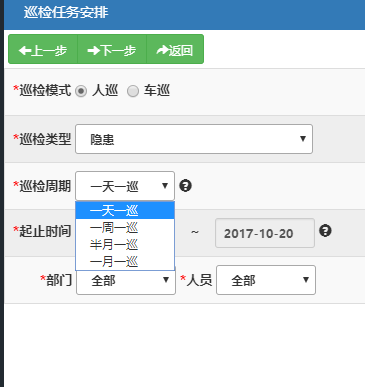 巡检任务安排
上一步 下一步 返回
*巡检模式 人巡 车巡
*巡检类型 隐患
*巡检周期 一天一巡
一天一巡
一周一巡
半月一巡
一月一巡
*起止时间 ~ 2017-10-20
*部门 全部 *人员 全部